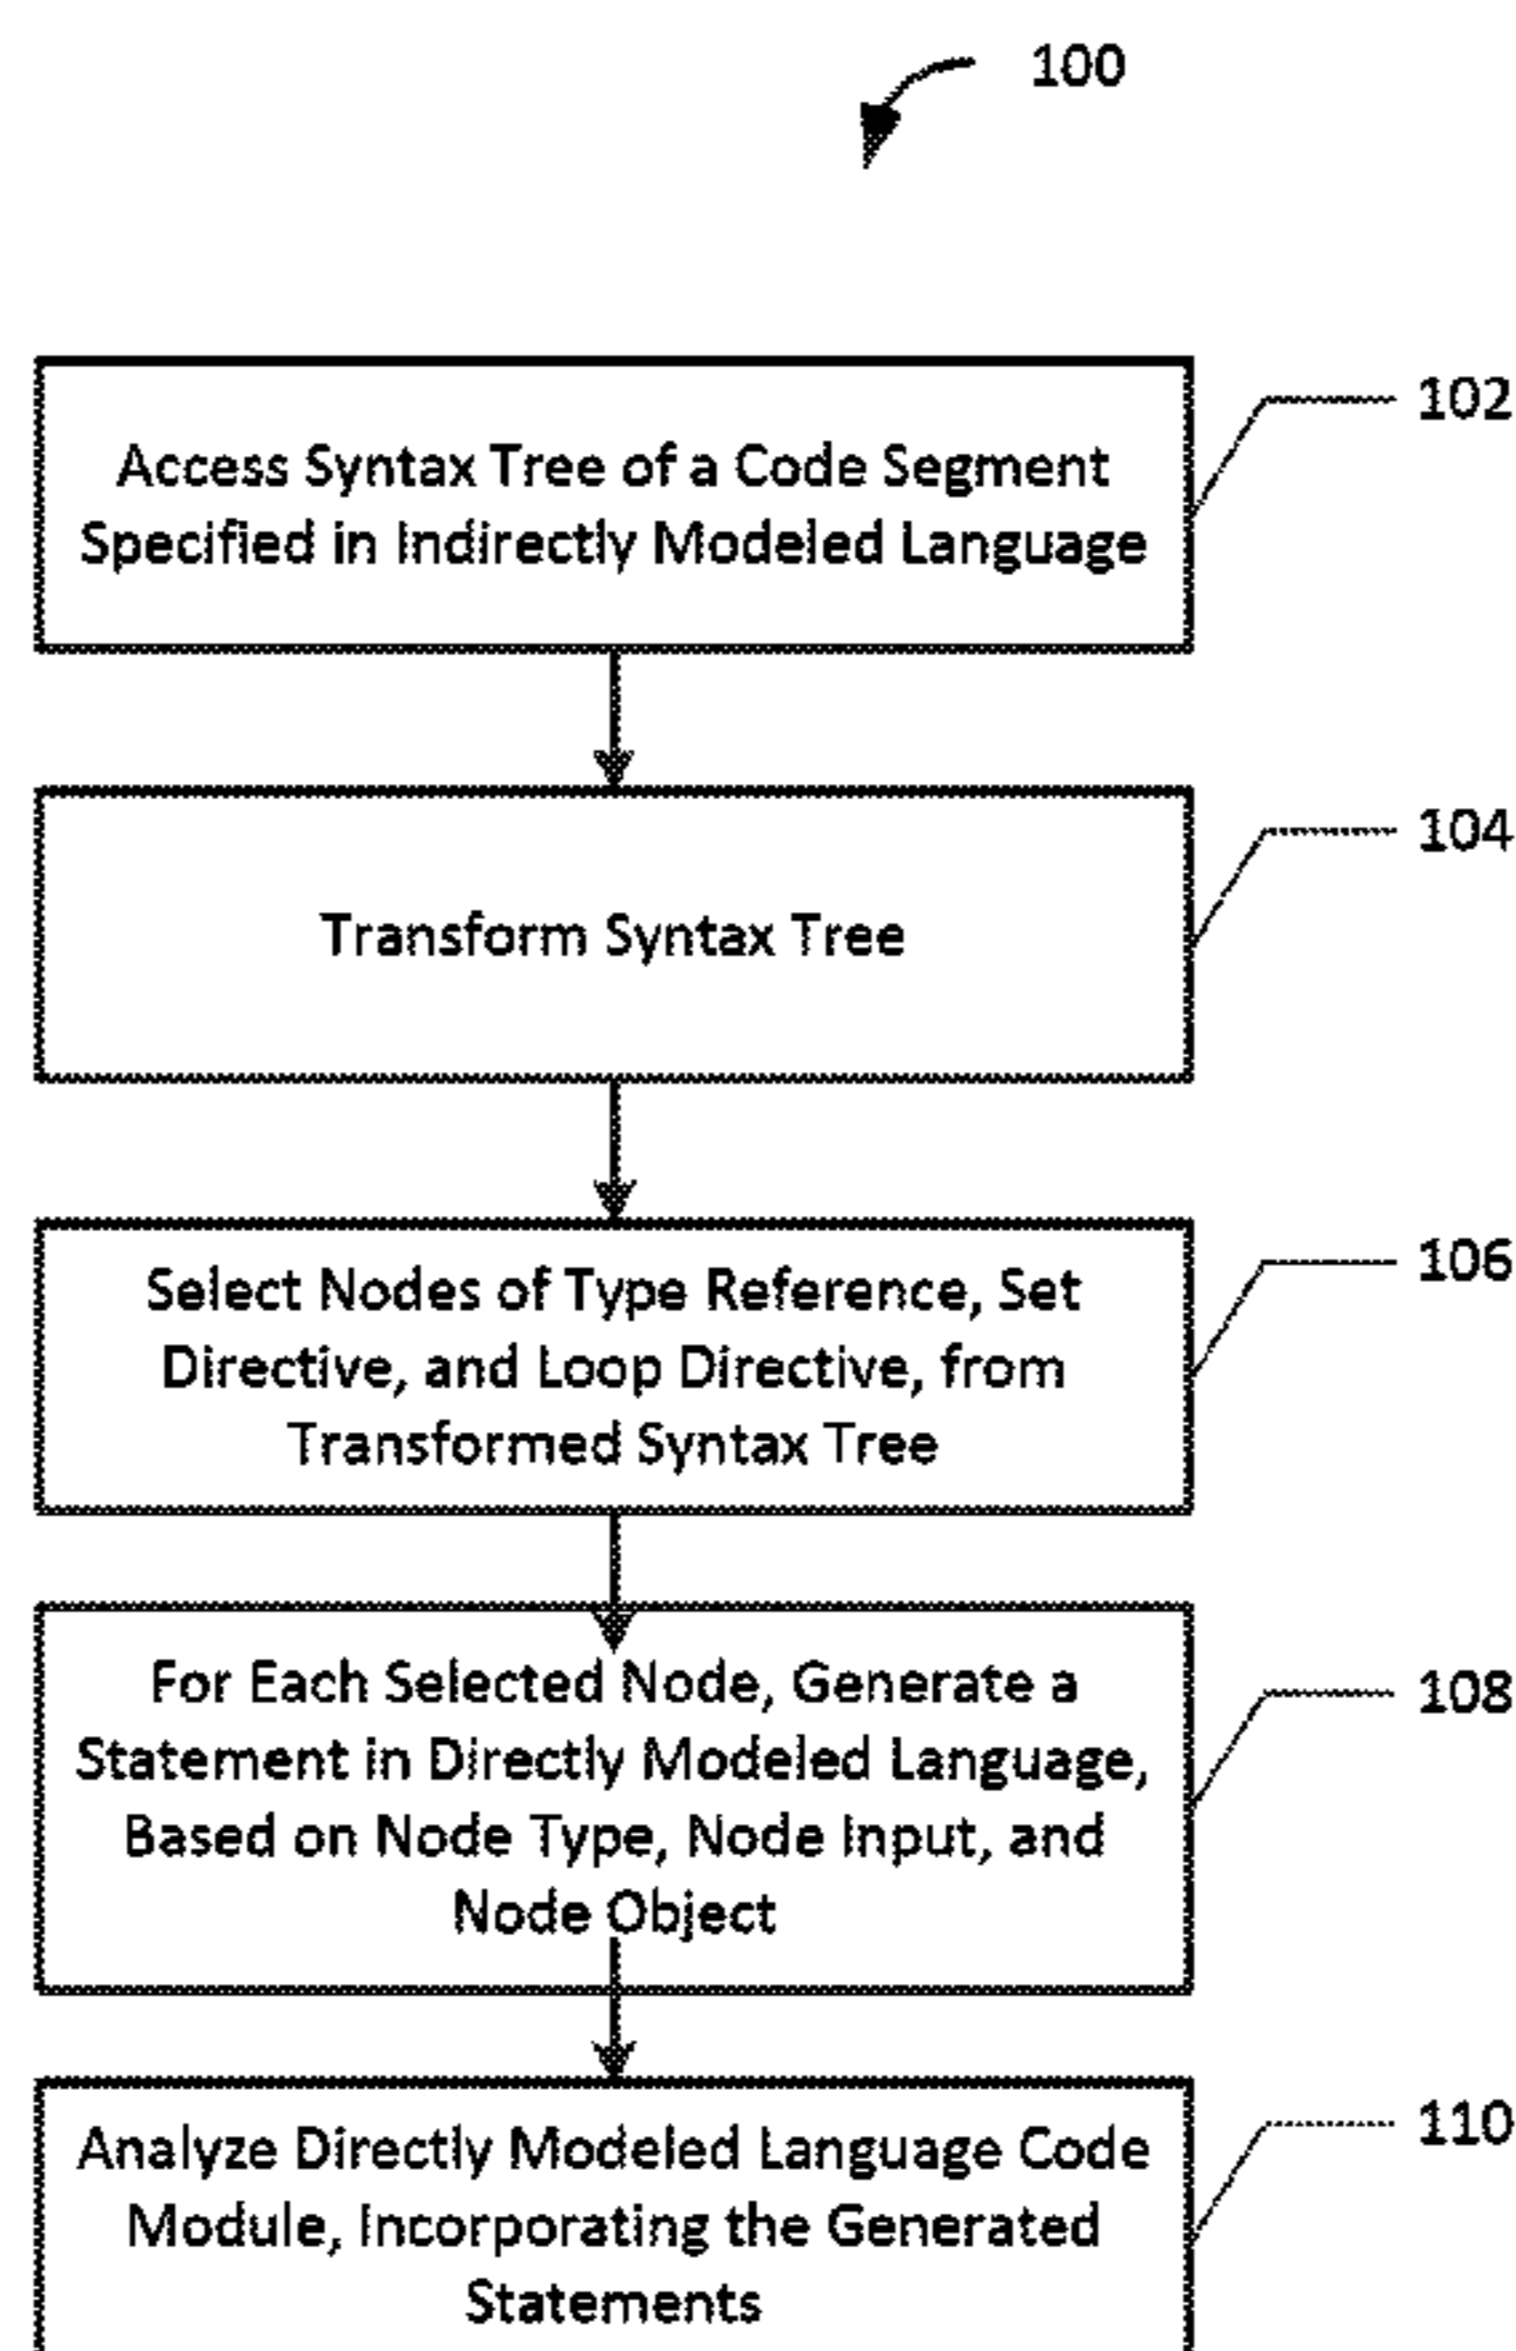 100
Access Syntax Tree of a Code Segment
Specified in Indirectly Modeled Language
102
Transform Syntax Tree
104
Select Nodes of Type Reference, Set
Directive, and Loop Directive, from
Transformed Syntax Tree
106
For Each Selected Node, Generate a
Statement in Directly Modeled Language,
Based on Node Type, Node Input, and
Node Object
108
Analyze Directly Modeled Language Code
Module, Incorporating the Generated
Statements
110